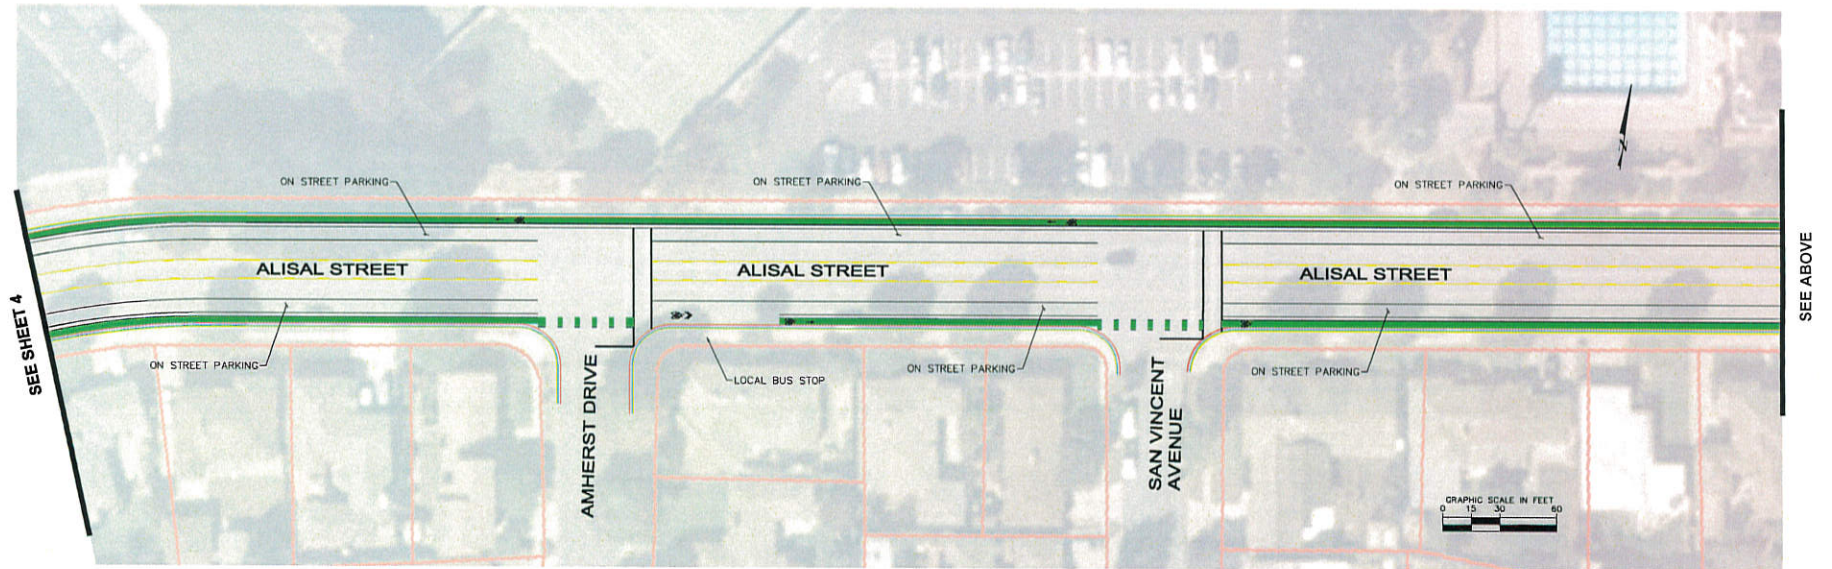 ON STREET PARKING
ON STREET PARKING
ON STREET PARKING
N
ALISAL STREET
ALISAL STREET
ALISAL STREET
SEE SHEET 4
SEE ABOVE
ON STREET PARKING
LOCAL BUS STOP
ON STREET PARKING
ON STREET PARKING
AMHERST DRIVE
SAN VINCENT
AVENUE
GRAPHIC SCALE IN FEET
0 15 30 60